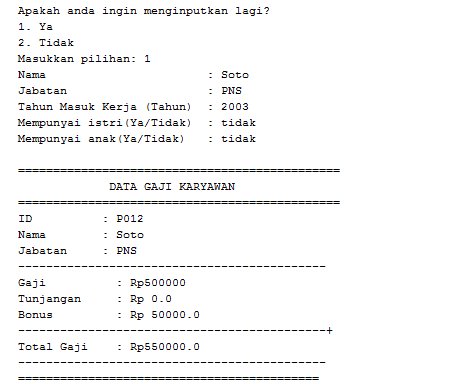 Apakah anda ingin menginputkan lagi?
1. Ya
2. Tidak
Masukkan pilihan: 1
Nama                       : Soto
Jabatan                    : PNS
Tahun Masuk Kerja (Tahun)  : 2003
Mempunyai istri(Ya/Tidak)  : tidak
Mempunyai anak(Ya/Tidak)   : tidak

==============================================
             DATA GAJI KARYAWAN
==============================================
ID          : P012
Nama        : Soto
Jabatan     : PNS
--------------------------------------------
Gaji          : Rp500000
Tunjangan     : Rp 0.0
Bonus         : Rp 50000.0
--------------------------------------------+
Total Gaji    : Rp550000.0
--------------------------------------------
===========================================